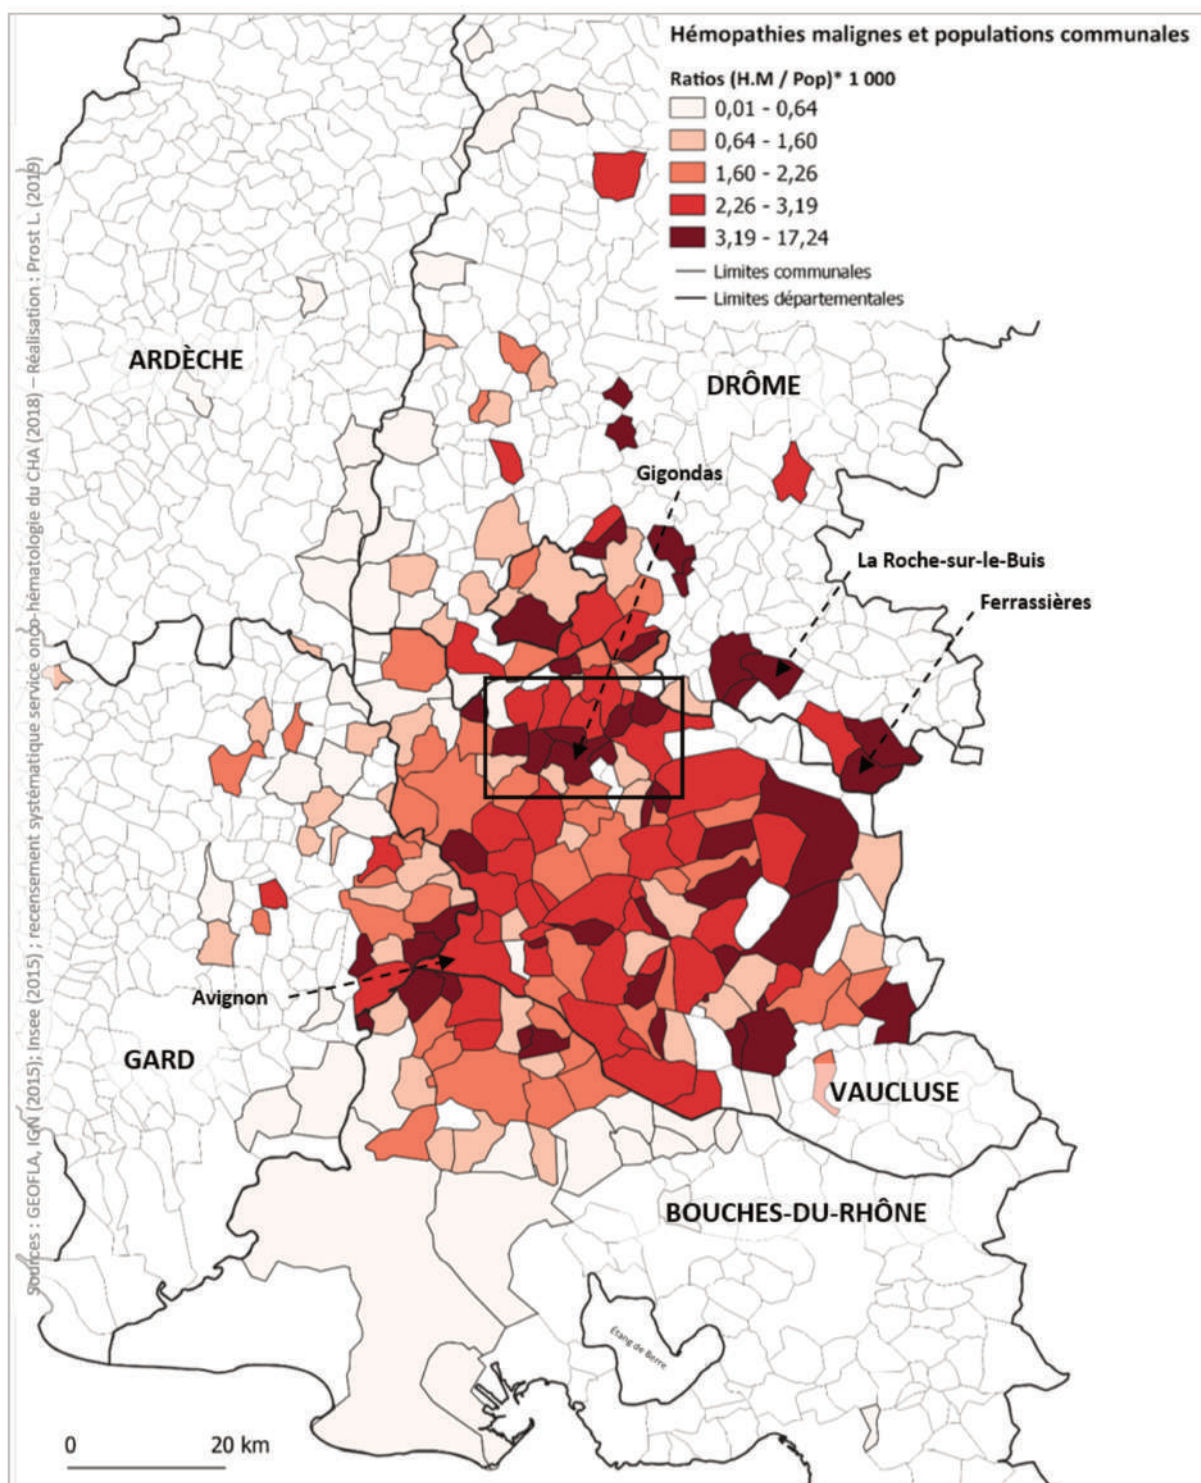 Hémopathies malignes et populations communales
Ratios (H.M / Pop)* 1 000
0,01 - 0,64
0,64 - 1,60
1,60 - 2,26
2,26 - 3,19
3,19 - 17,24
Limites communales
Limites départementales
ARDÈCHE
DRÔME
Gigondas
La Roche-sur-le-Buis
Ferrassières
Avignon
GARD
VAUCLUSE
BOUCHES-DU-RHÔNE
Étang de Berre
0 20 km
Sources : GEOFLA, IGN (2015); Insee (2015) ; recensement systématique service onco-hématologie du CHA (2018) – Réalisation : Prost L. (2019)